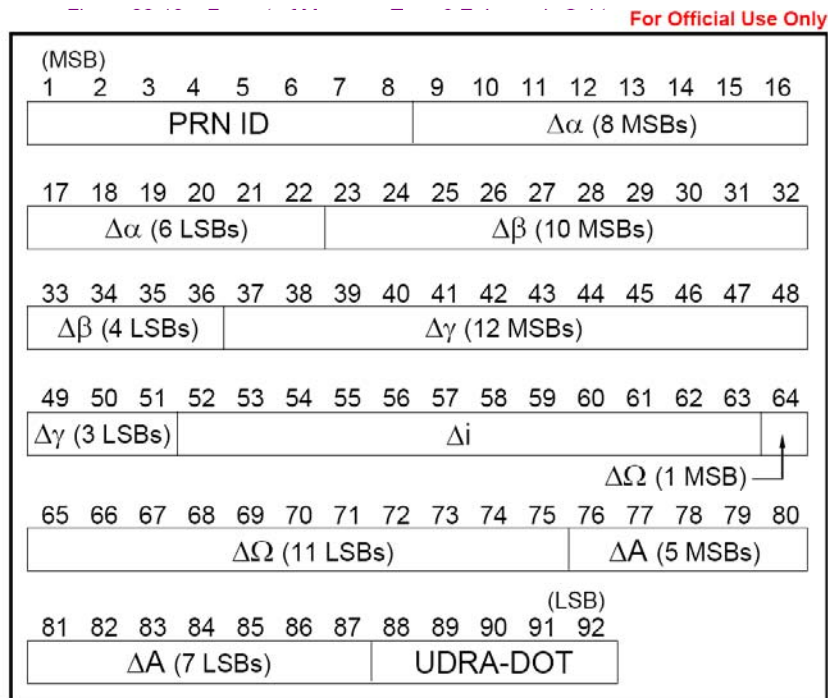 For Official Use Only
(MSB)
1 2 3 4 5 6 7 8 9 10 11 12 13 14 15 16
PRN ID Δα (8 MSBs)
17 18 19 20 21 22 23 24 25 26 27 28 29 30 31 32
Δα (6 LSBs) Δβ (10 MSBs)
33 34 35 36 37 38 39 40 41 42 43 44 45 46 47 48
Δβ (4 LSBs) Δγ (12 MSBs)
49 50 51 52 53 54 55 56 57 58 59 60 61 62 63 64
Δγ (3 LSBs) Δi
ΔΩ (1 MSB)
65 66 67 68 69 70 71 72 73 74 75 76 77 78 79 80
ΔΩ (11 LSBs) ΔA (5 MSBs)
(LSB)
81 82 83 84 85 86 87 88 89 90 91 92
ΔA (7 LSBs) UDRA-DOT